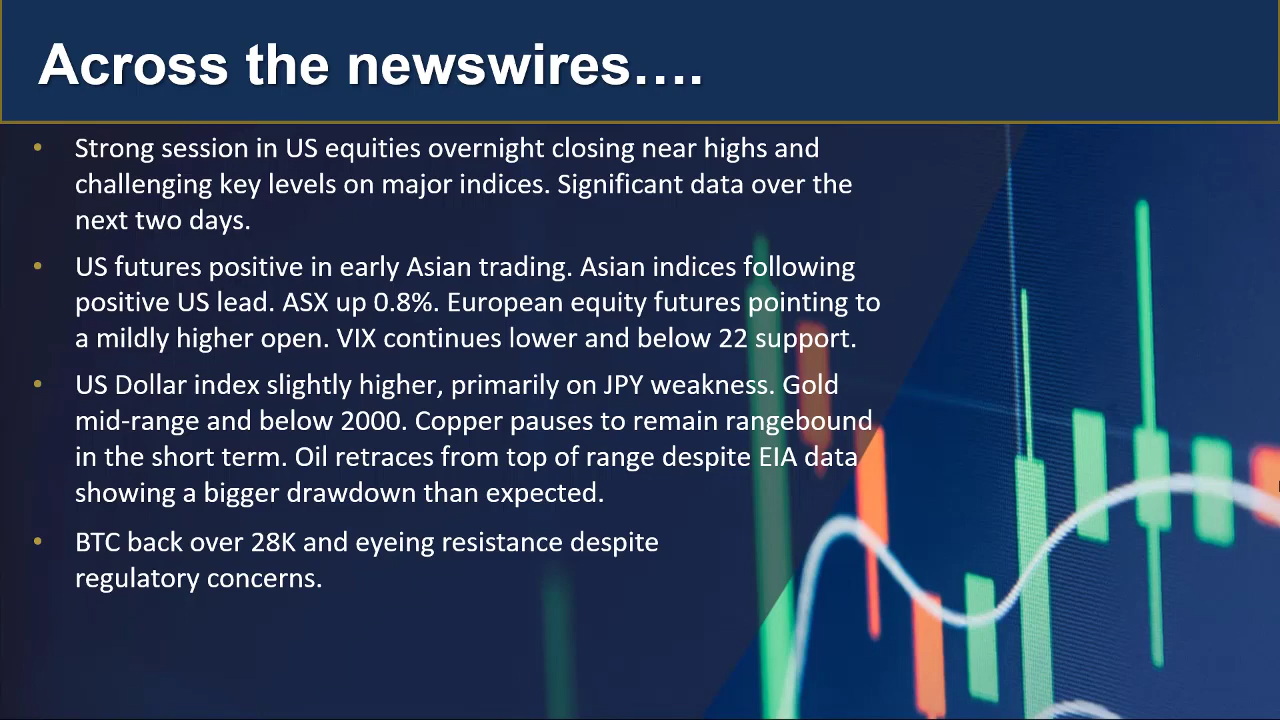 Across the newswires....
• Strong session in US equities overnight closing near highs and
challenging key levels on major indices. Significant data over the
next two days.
• US futures positive in early Asian trading. Asian indices following
positive US lead. ASX up 0.8%. European equity futures pointing to
a mildly higher open. VIX continues lower and below 22 support.
• US Dollar index slightly higher, primarily on JPY weakness. Gold
mid-range and below 2000. Copper pauses to remain rangebound
in the short term. Oil retraces from top of range despite EIA data
showing a bigger drawdown than expected.
• BTC back over 28K and eyeing resistance despite
regulatory concerns.